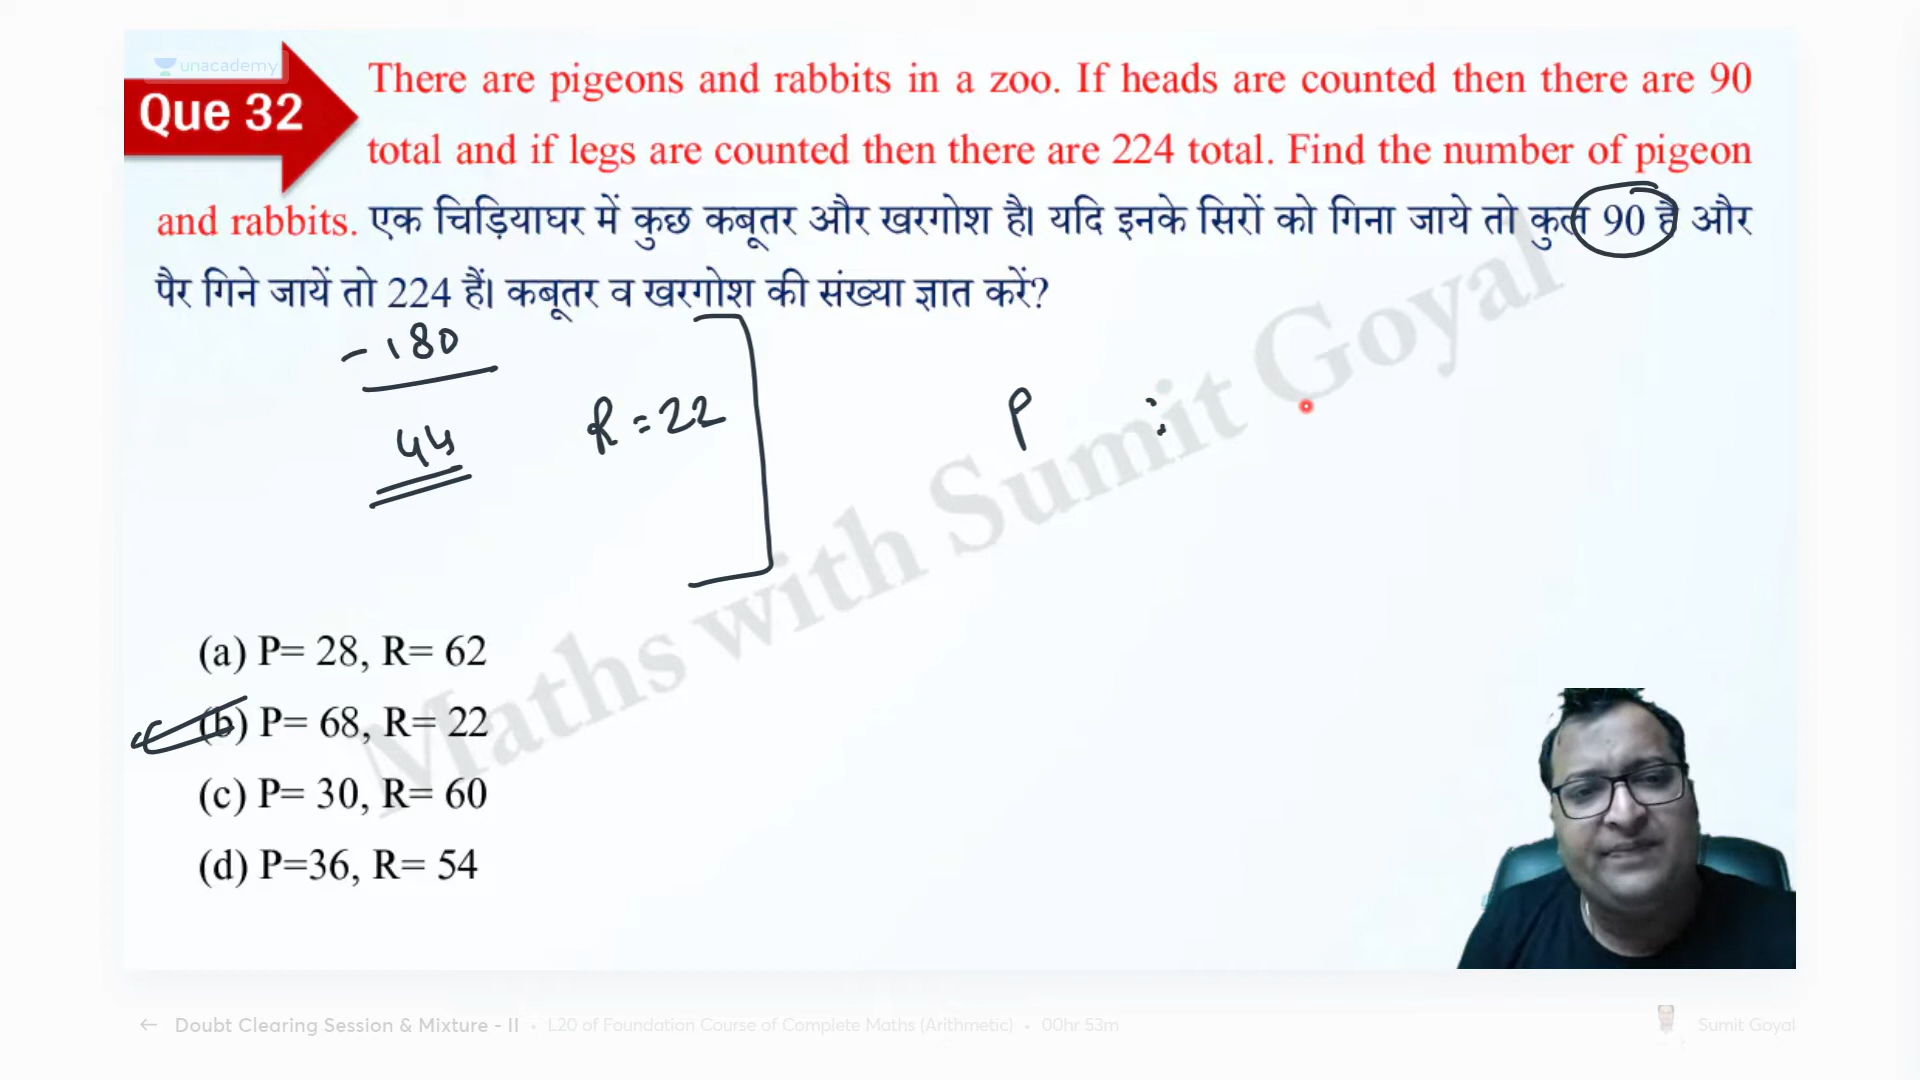 unacademy
Que 32
There are pigeons and rabbits in a zoo. If heads are counted then there are 90
total and if legs are counted then there are 224 total. Find the number of pigeon
and rabbits. एक चिड़ियाघर में कुछ कबूतर और खरगोश है। यदि इनके सिरों को गिना जाये तो कुल 90 है और
पैर गिने जायें तो 224 हैं। कबूतर व खरगोश की संख्या ज्ञात करें?
- 180
44
R = 22
P :
Maths with Sumit Goyal
(a) P= 28, R= 62
(b) P= 68, R= 22
(c) P= 30, R= 60
(d) P=36, R= 54
← Doubt Clearing Session & Mixture - II • L20 of Foundation Course of Complete Maths (Arithmetic) • 00hr 53m
Sumit Goyal